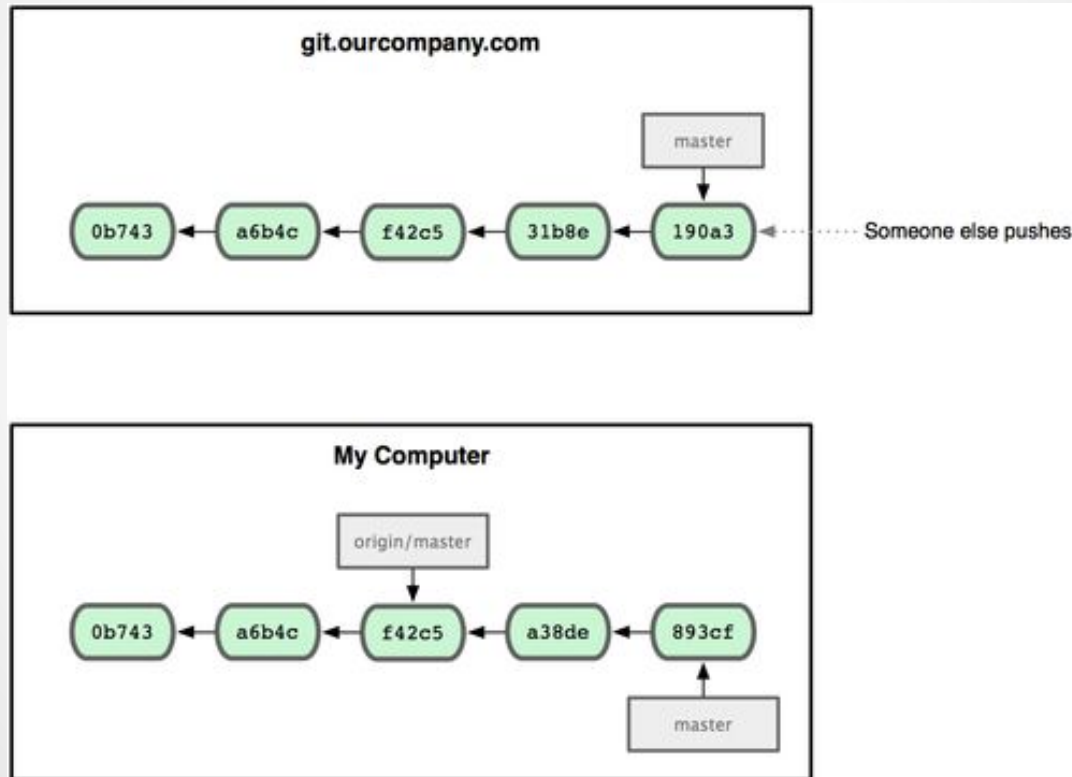 git.ourcompany.com
master
0b743 a6b4c f42c5 31b8e 190a3 Someone else pushes
My Computer
origin/master
0b743 a6b4c f42c5 a38de 893cf
master